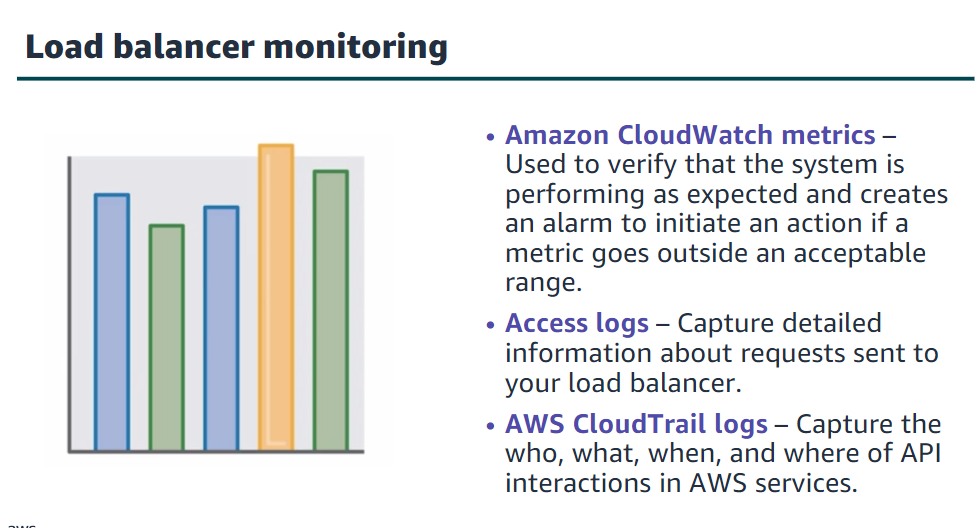 Load balancer monitoring
• Amazon CloudWatch metrics –
Used to verify that the system is
performing as expected and creates
an alarm to initiate an action if a
metric goes outside an acceptable
range.
• Access logs – Capture detailed
information about requests sent to
your load balancer.
• AWS CloudTrail logs – Capture the
who, what, when, and where of API
interactions in AWS services.
aws